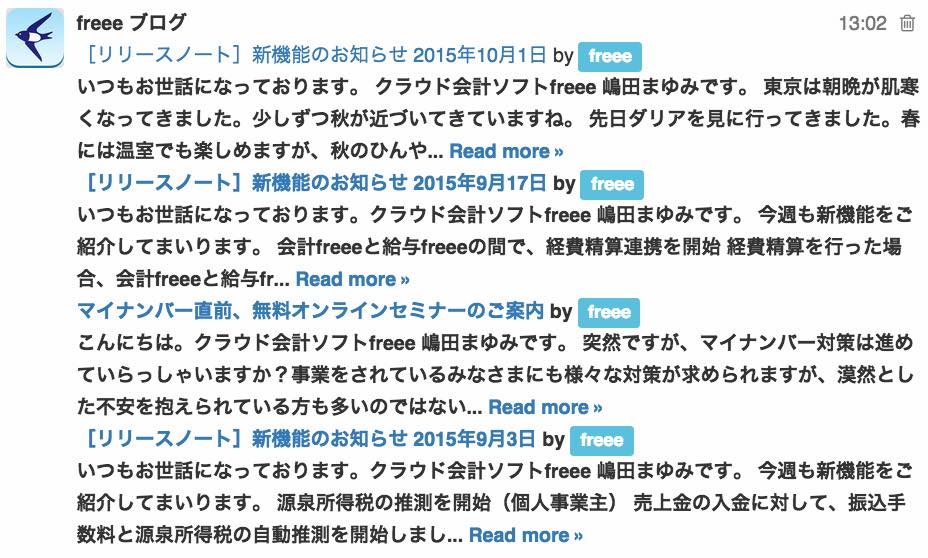 freee ブログ 13:02
［リリースノート］新機能のお知らせ 2015年10月1日 by freee
いつもお世話になっております。 クラウド会計ソフトfreee 嶋田まゆみです。 東京は朝晩が肌寒
くなってきました。少しずつ秋が近づいてきていますね。 先日ダリアを見に行ってきました。春
には温室でも楽しめますが、秋のひんや... Read more »
［リリースノート］新機能のお知らせ 2015年9月17日 by freee
いつもお世話になっております。クラウド会計ソフトfreee 嶋田まゆみです。 今週も新機能をご
紹介してまいります。 会計freeeと給与freeeの間で、経費精算連携を開始 経費精算を行った場
合、会計freeeと給与fr... Read more »
マイナンバー直前、無料オンラインセミナーのご案内 by freee
こんにちは。クラウド会計ソフトfreee 嶋田まゆみです。 突然ですが、マイナンバー対策は進め
ていらっしゃいますか？事業をされているみなさまにも様々な対策が求められますが、漠然とし
た不安を抱えられている方も多いのではない... Read more »
［リリースノート］新機能のお知らせ 2015年9月3日 by freee
いつもお世話になっております。クラウド会計ソフトfreee 嶋田まゆみです。 今週も新機能をご
紹介してまいります。 源泉所得税の推測を開始（個人事業主） 売上金の入金に対して、振込手
数料と源泉所得税の自動推測を開始しまし... Read more »